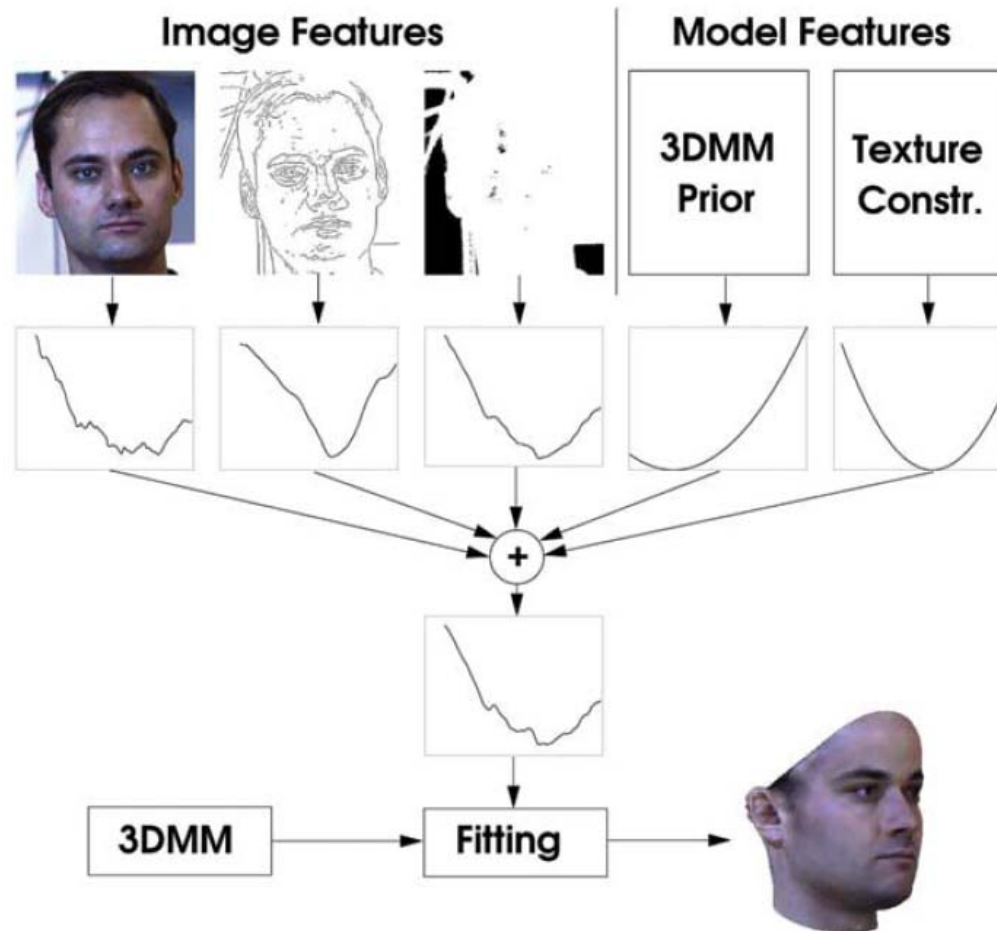 Image Features
Model Features
3DMM
Prior
Texture
Constr.
+
3DMM
Fitting